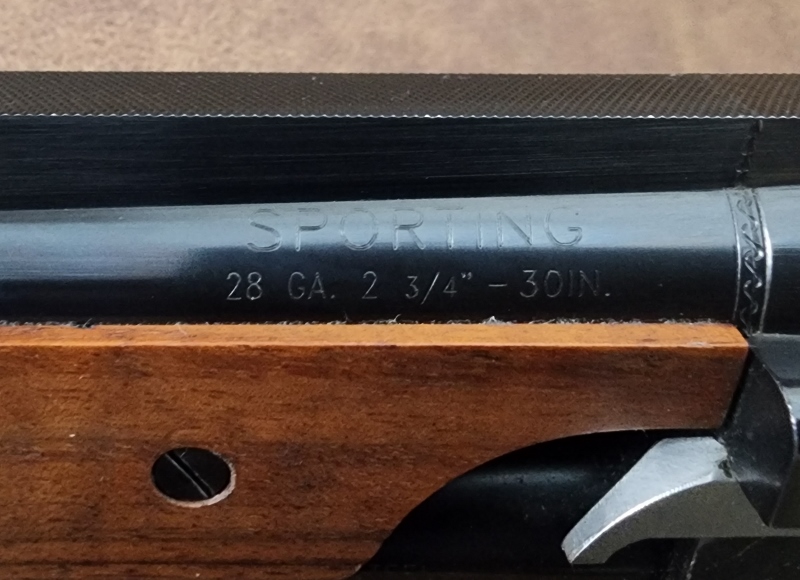 SPORTING
28 GA. 2 3/4" - 30IN.